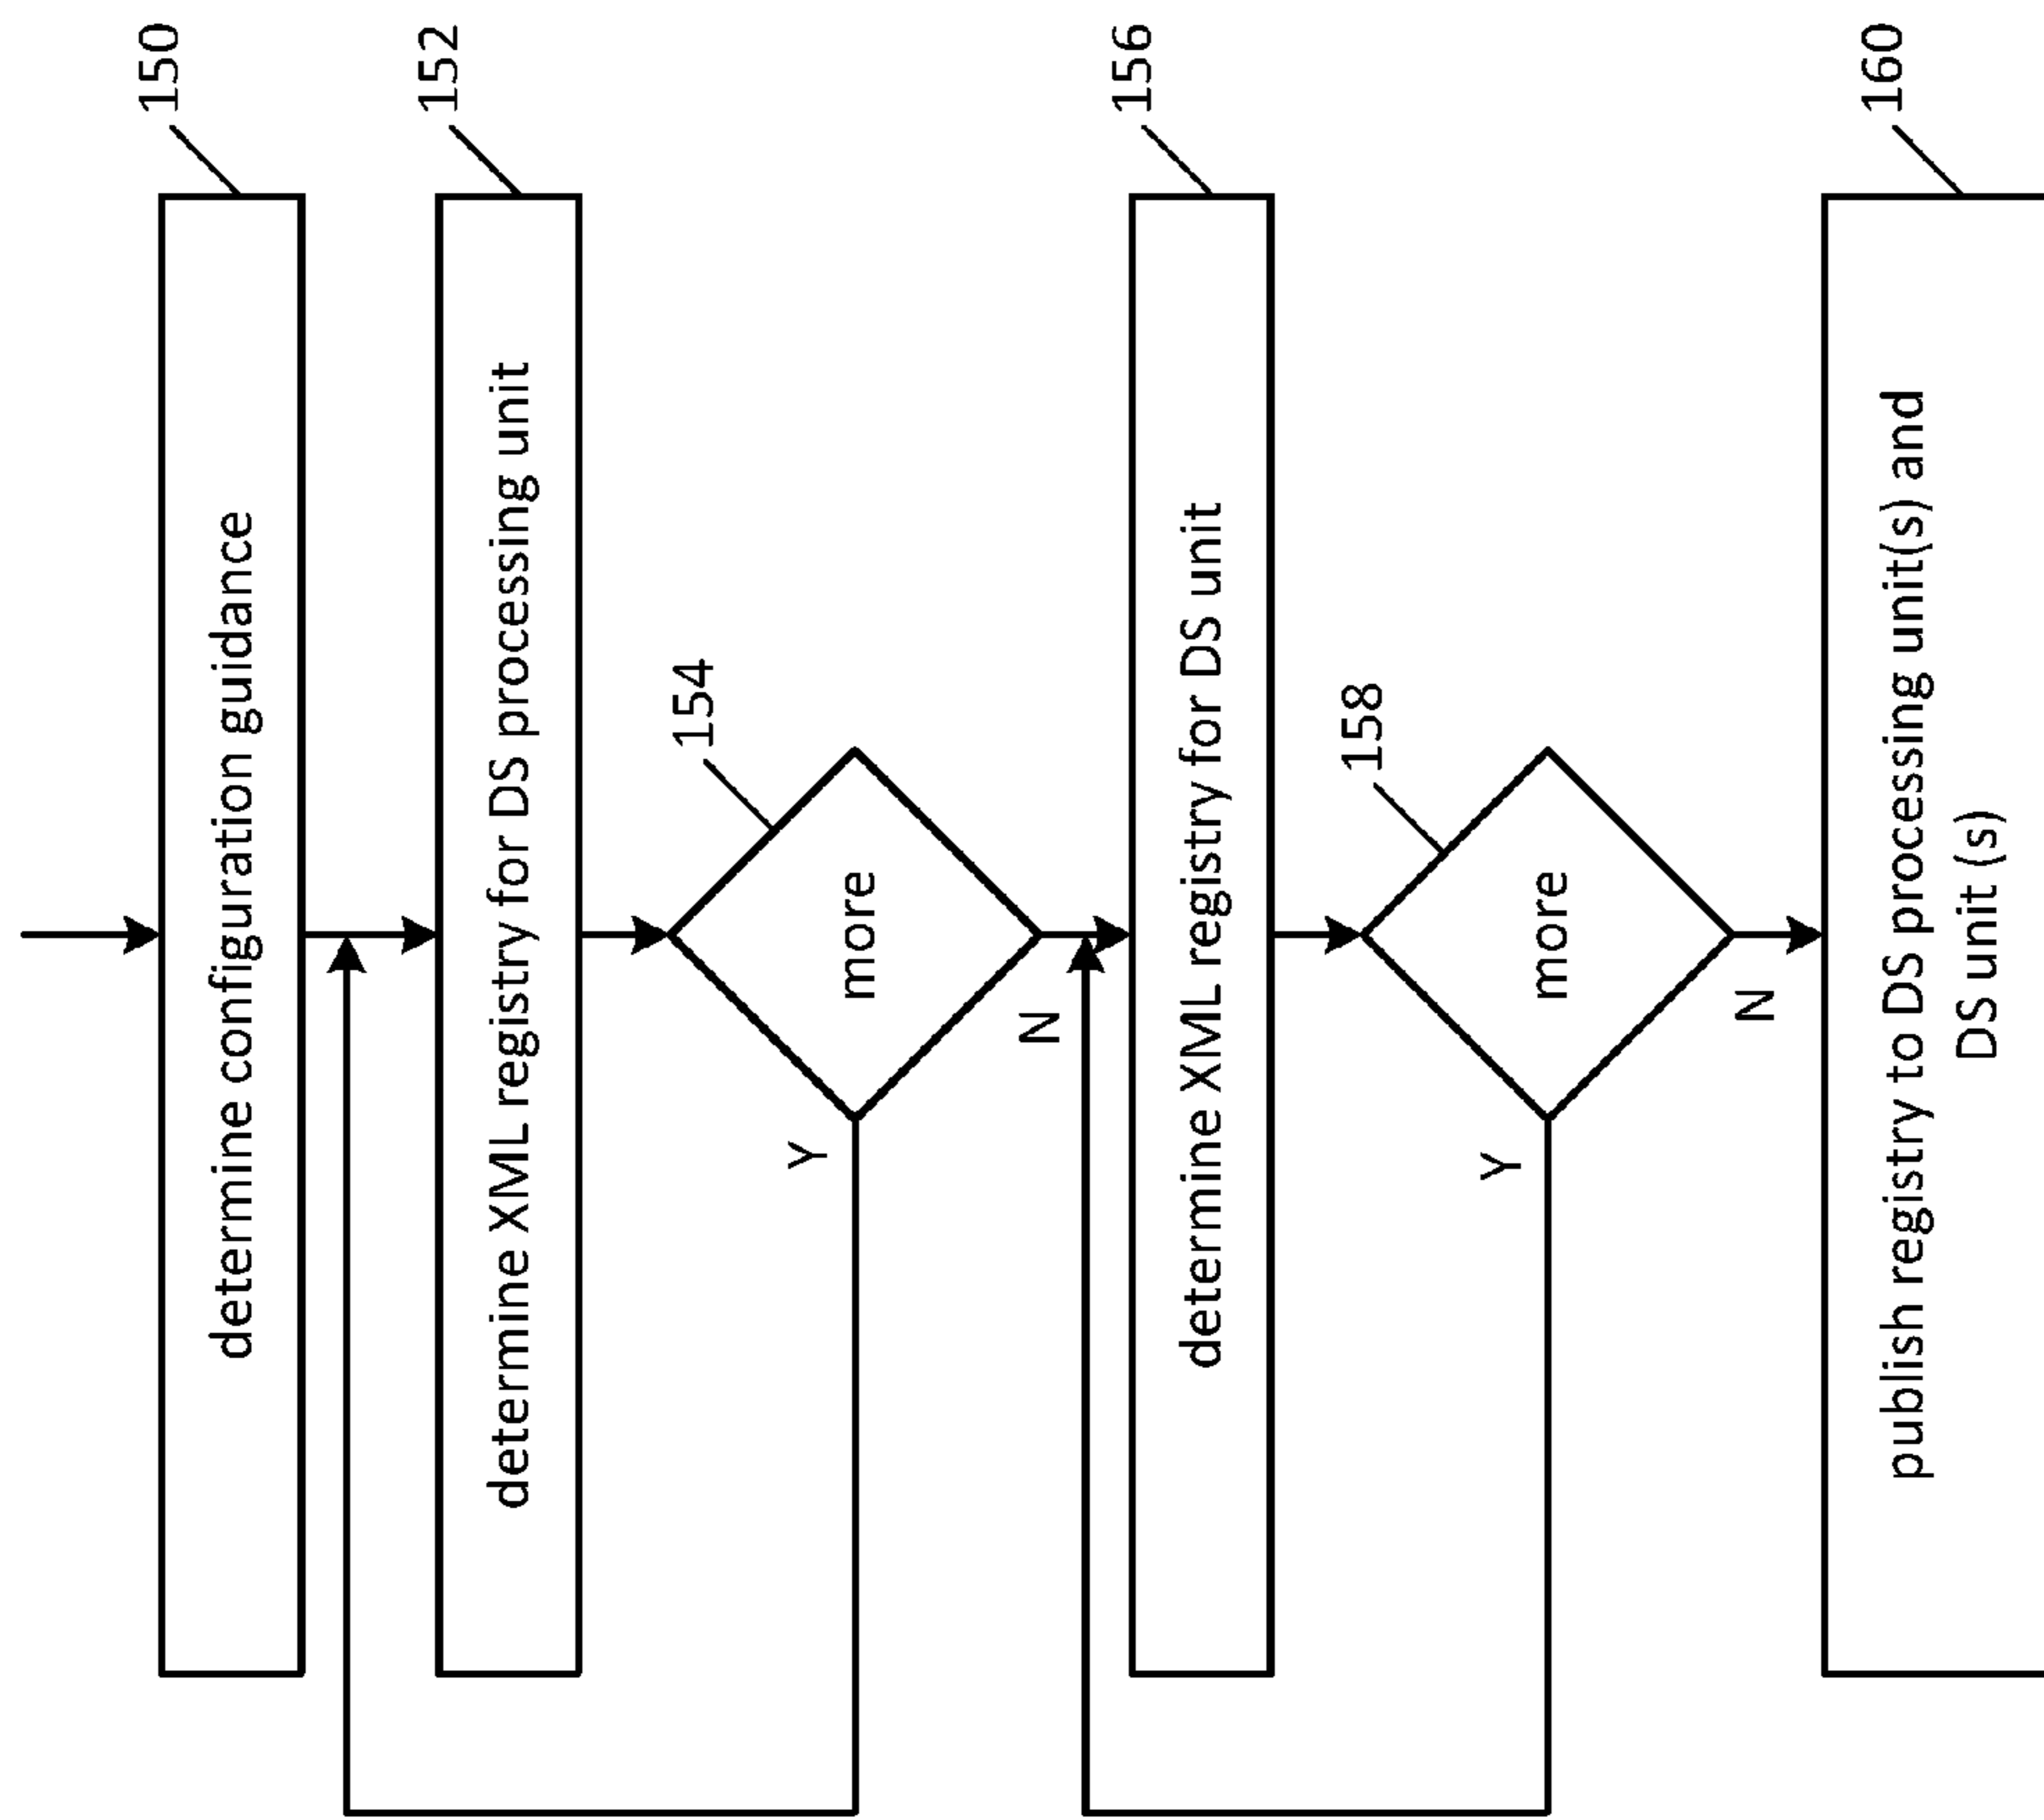 determine configuration guidance
150
determine XML registry for DS processing unit
152
154
more
Y
N
determine XML registry for DS unit
156
158
more
Y
N
publish registry to DS processing unit(s) and
DS unit (s)
160